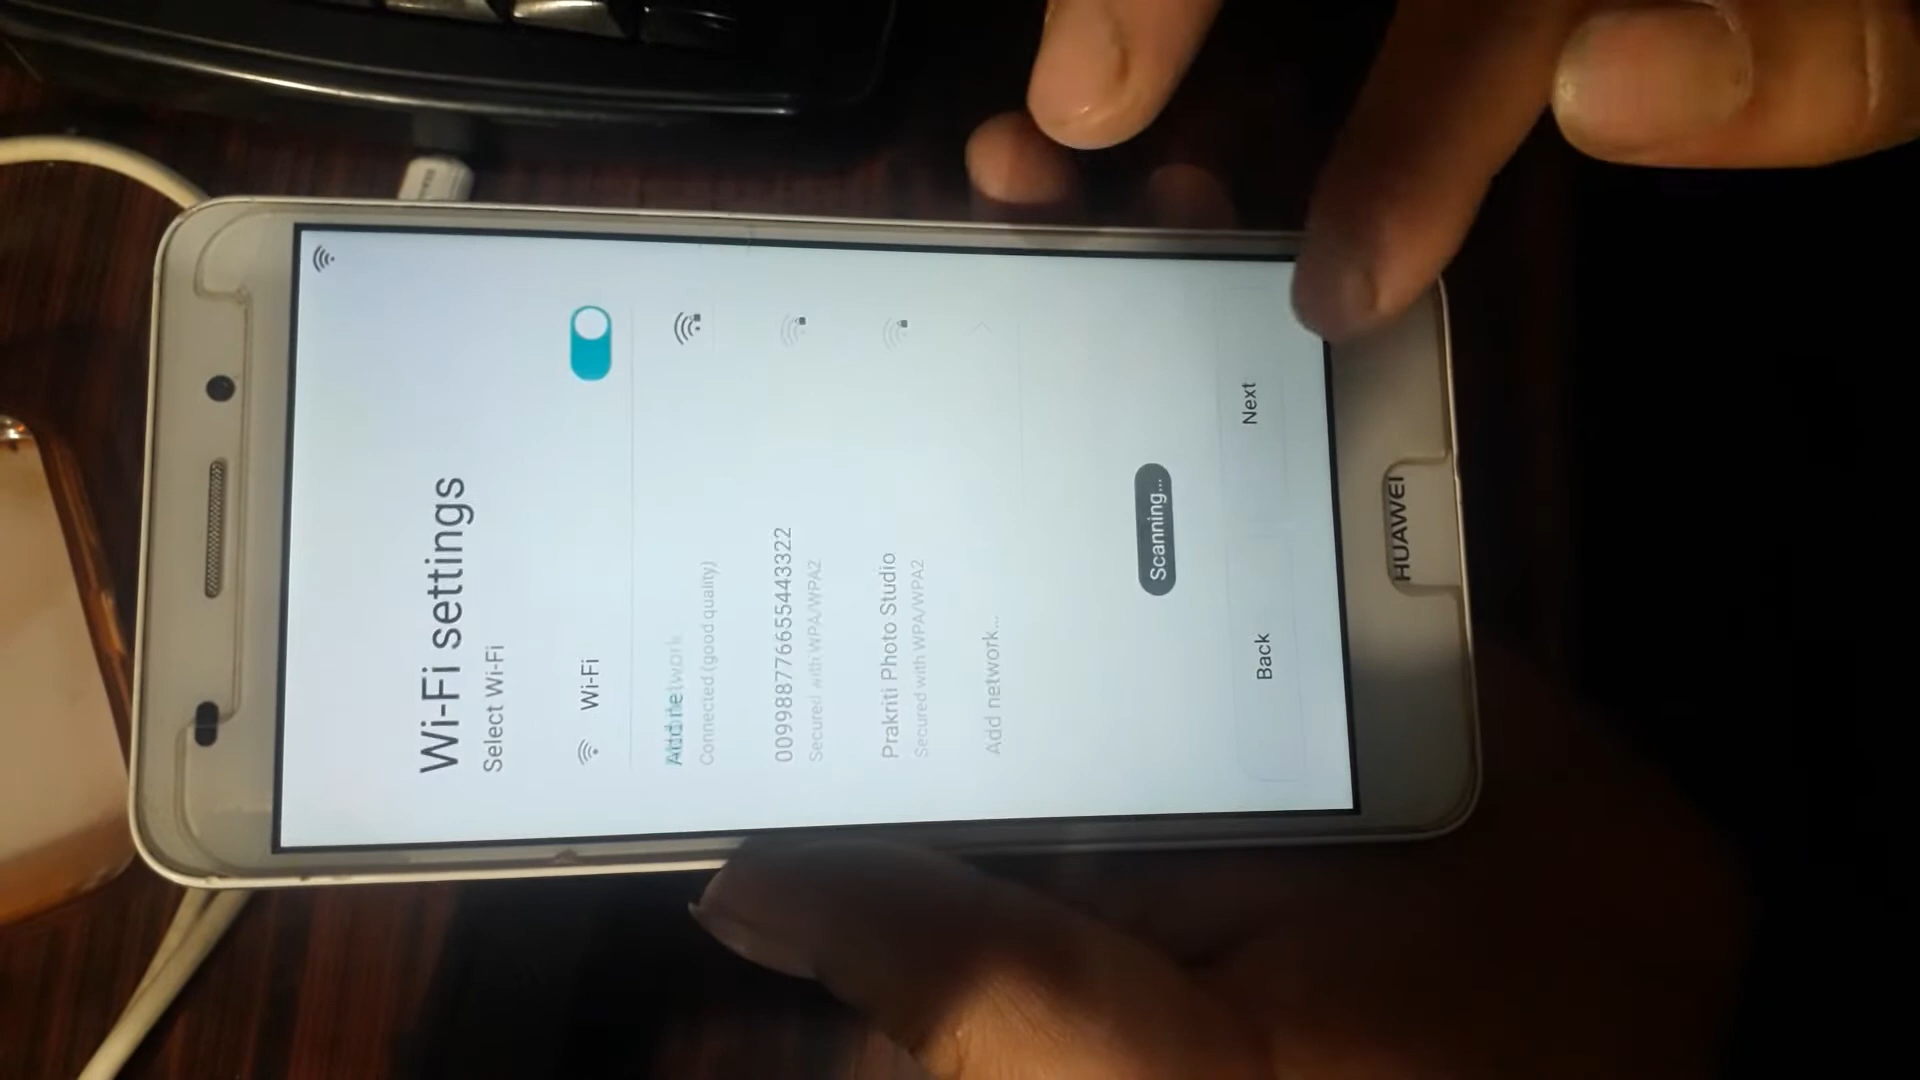 Wi-Fi settings
Select Wi-Fi
Wi-Fi
Connected (good quality)
009988776655443322
Secured with WPA/WPA2
Prakriti Photo Studio
Secured with WPA/WPA2
Add network...
Scanning...
Back
Next
HUAWEI